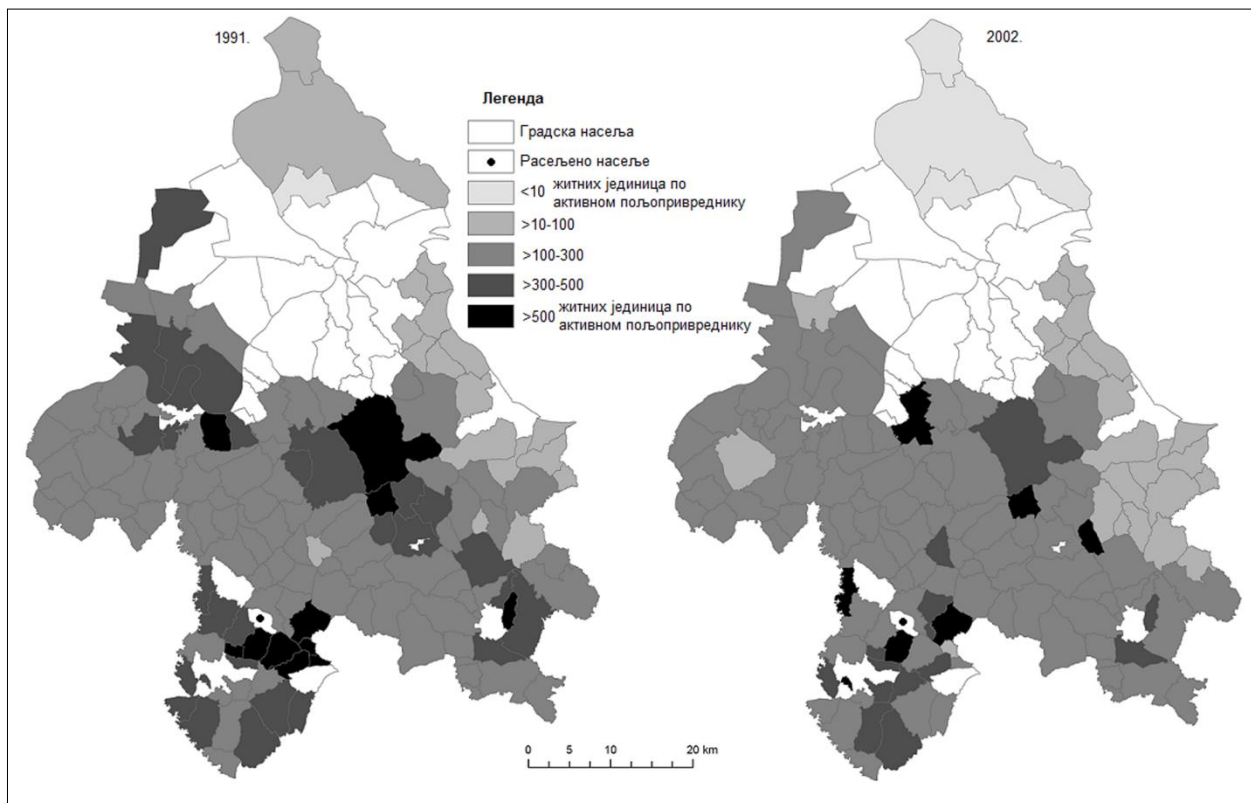 1991.
2002.
Легенда
Градска насеља
Расељено насеље
<10 житних јединица по
активном пољопривреднику
>10-100
>100-300
>300-500
>500 житних јединица по
активном пољопривреднику
0 5 10 20 km